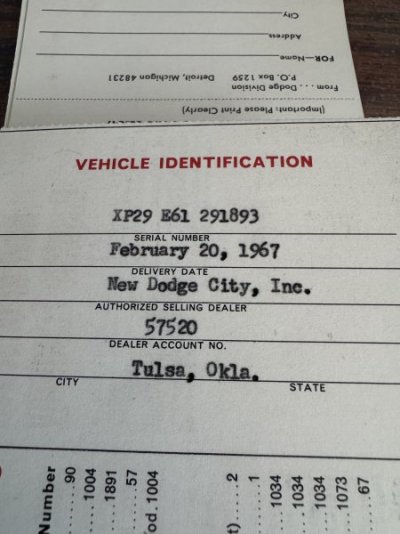 City
Address
FOR—Name
P.O. Box 1259 Detroit, Michigan 48231
From . . . . Dodge Division
(Important: Please Print Clearly)
VEHICLE IDENTIFICATION
XP29 E61 291893
SERIAL NUMBER
February 20, 1967
DELIVERY DATE
New Dodge City, Inc.
AUTHORIZED SELLING DEALER
57520
DEALER ACCOUNT NO.
Tulsa, Okla.
CITY STATE
Number
90
1004
1891
57
od. 1004
t) 2
1
1034
1034
1034
1073
67